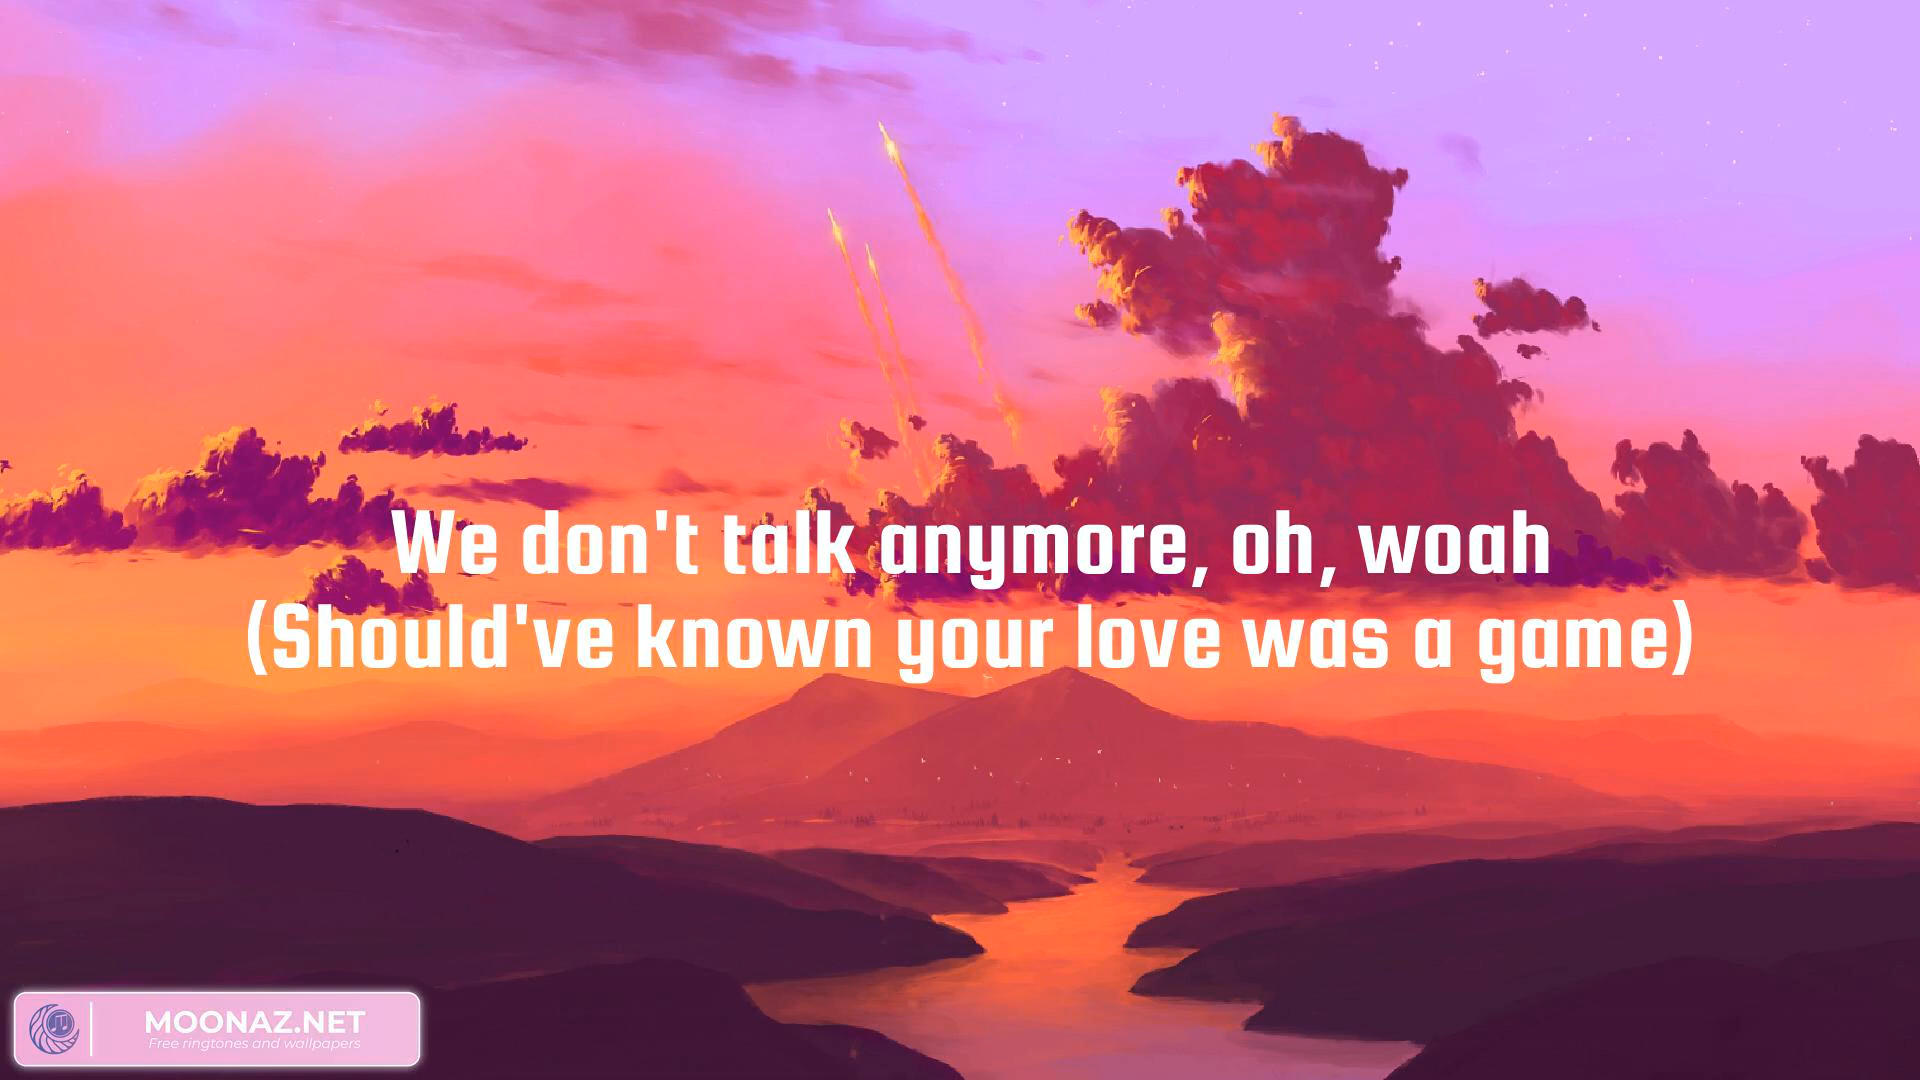 We don't talk anymore, oh, woah
(Should've known your love was a game)
MOONAZ.NET
Free ringtones and wallpapers